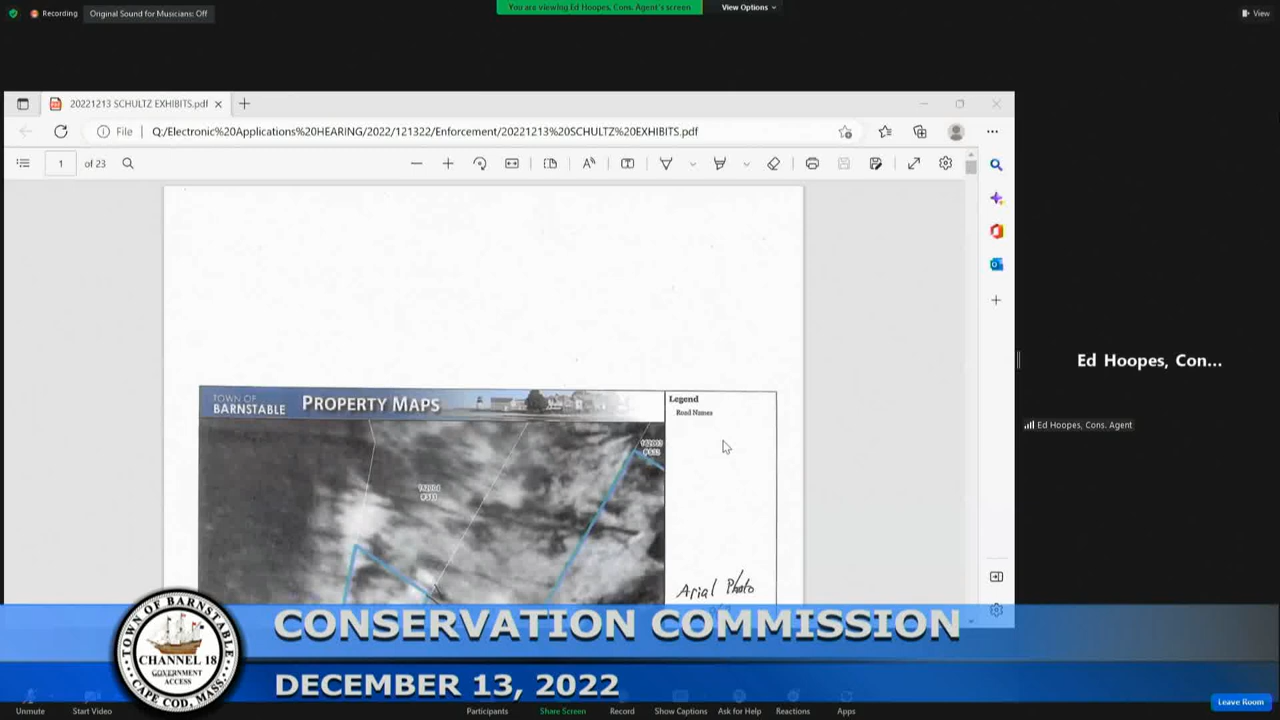 Recording
Original Sound for Musicians: Off
You are viewing Ed Hoopes, Cons. Agent's screen
View Options
View
20221213 SCHULTZ EXHIBITS.pdf
File
Q:/Electronic%20Applications%20HEARING/2022/121322/Enforcement/20221213%20SCHULTZ%20EXHIBITS.pdf
1 of 23
TOWN OF
BARNSTABLE
PROPERTY MAPS
Legend
Road Names
Arial Photo
Ed Hoopes, Con...
Ed Hoopes, Cons. Agent
TOWN OF BARNSTABLE
CHANNEL 18
GOVERNMENT
ACCESS
CAPE COD, MASS.
CONSERVATION COMMISSION
DECEMBER 13, 2022
Unmute
Start Video
Participants
Share Screen
Record
Show Captions
Ask for Help
Reactions
Apps
Leave Room